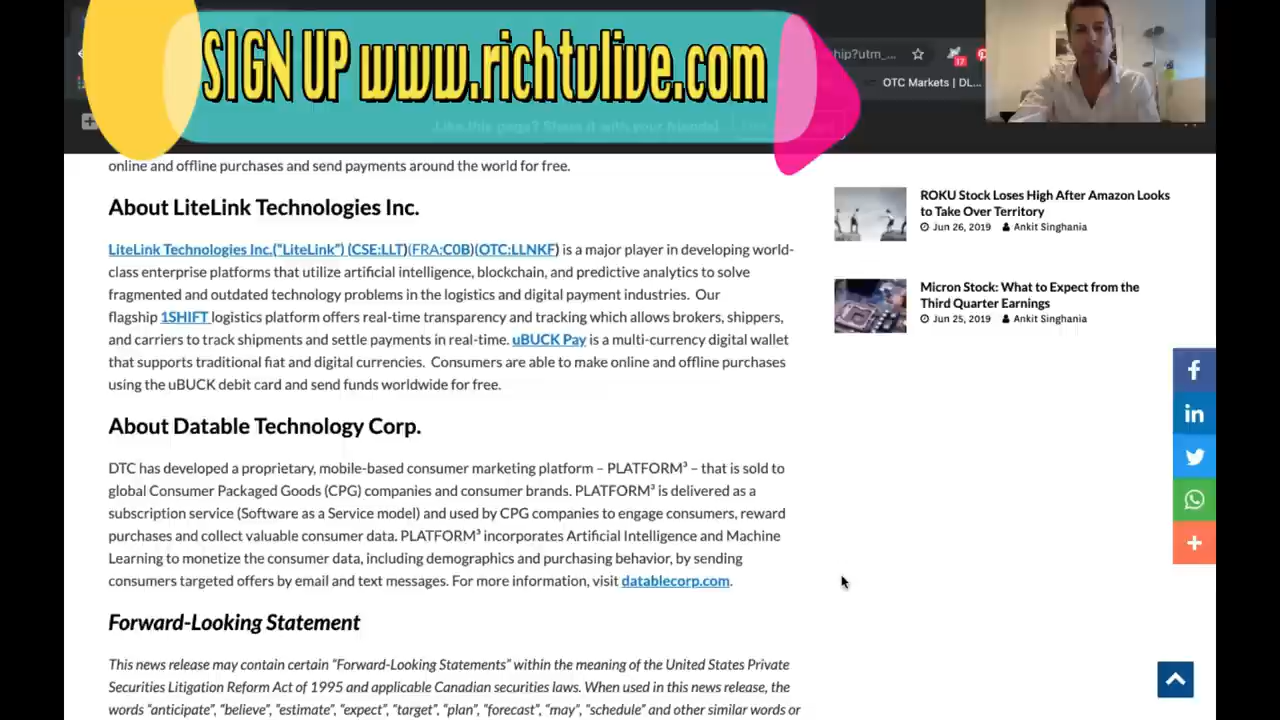 SIGN UP www.richtvlive.com
ship?utm_...
17
OTC Markets | DL...
Like this page? Share it with your friends!
online and offline purchases and send payments around the world for free.
About LiteLink Technologies Inc.
LiteLink Technologies Inc.("LiteLink") (CSE:LLT)(FRA:C0B)(OTC:LLNKF) is a major player in developing world-
class enterprise platforms that utilize artificial intelligence, blockchain, and predictive analytics to solve
fragmented and outdated technology problems in the logistics and digital payment industries. Our
flagship 1SHIFT logistics platform offers real-time transparency and tracking which allows brokers, shippers,
and carriers to track shipments and settle payments in real-time. uBUCK Pay is a multi-currency digital wallet
that supports traditional fiat and digital currencies. Consumers are able to make online and offline purchases
using the uBUCK debit card and send funds worldwide for free.
About Datable Technology Corp.
DTC has developed a proprietary, mobile-based consumer marketing platform – PLATFORM³ – that is sold to
global Consumer Packaged Goods (CPG) companies and consumer brands. PLATFORM³ is delivered as a
subscription service (Software as a Service model) and used by CPG companies to engage consumers, reward
purchases and collect valuable consumer data. PLATFORM³ incorporates Artificial Intelligence and Machine
Learning to monetize the consumer data, including demographics and purchasing behavior, by sending
consumers targeted offers by email and text messages. For more information, visit datablecorp.com.
Forward-Looking Statement
This news release may contain certain "Forward-Looking Statements" within the meaning of the United States Private
Securities Litigation Reform Act of 1995 and applicable Canadian securities laws. When used in this news release, the
words "anticipate", "believe", "estimate", "expect", "target", "plan", "forecast", "may", "schedule" and other similar words or
ROKU Stock Loses High After Amazon Looks
to Take Over Territory
Jun 26, 2019 Ankit Singhania
Micron Stock: What to Expect from the
Third Quarter Earnings
Jun 25, 2019 Ankit Singhania